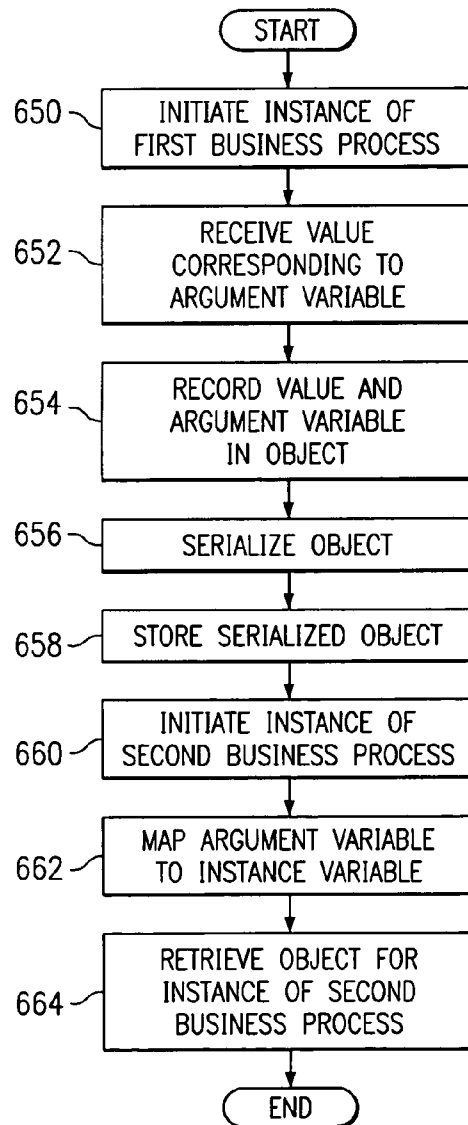 START
650
INITIATE INSTANCE OF
FIRST BUSINESS PROCESS
652
RECEIVE VALUE
CORRESPONDING TO
ARGUMENT VARIABLE
654
RECORD VALUE AND
ARGUMENT VARIABLE
IN OBJECT
656
SERIALIZE OBJECT
658
STORE SERIALIZED OBJECT
660
INITIATE INSTANCE OF
SECOND BUSINESS PROCESS
662
MAP ARGUMENT VARIABLE
TO INSTANCE VARIABLE
664
RETRIEVE OBJECT FOR
INSTANCE OF SECOND
BUSINESS PROCESS
END